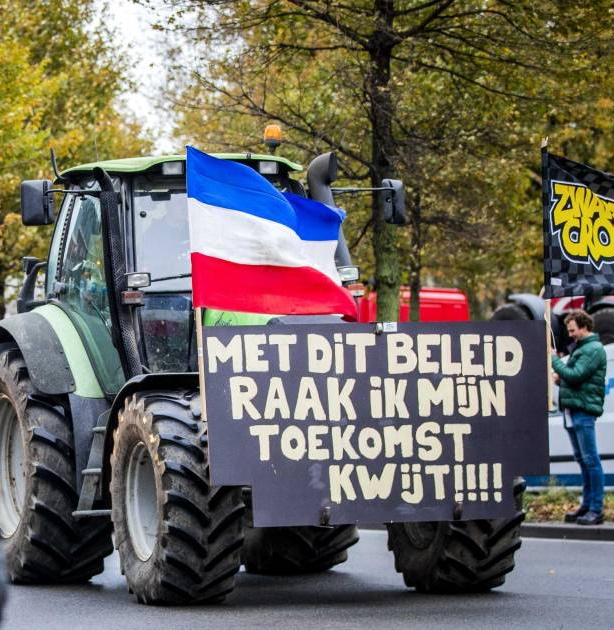 MET DiT BELEiD
RAAK iK MIJN
TOEKOMST
KWIJT!!!!